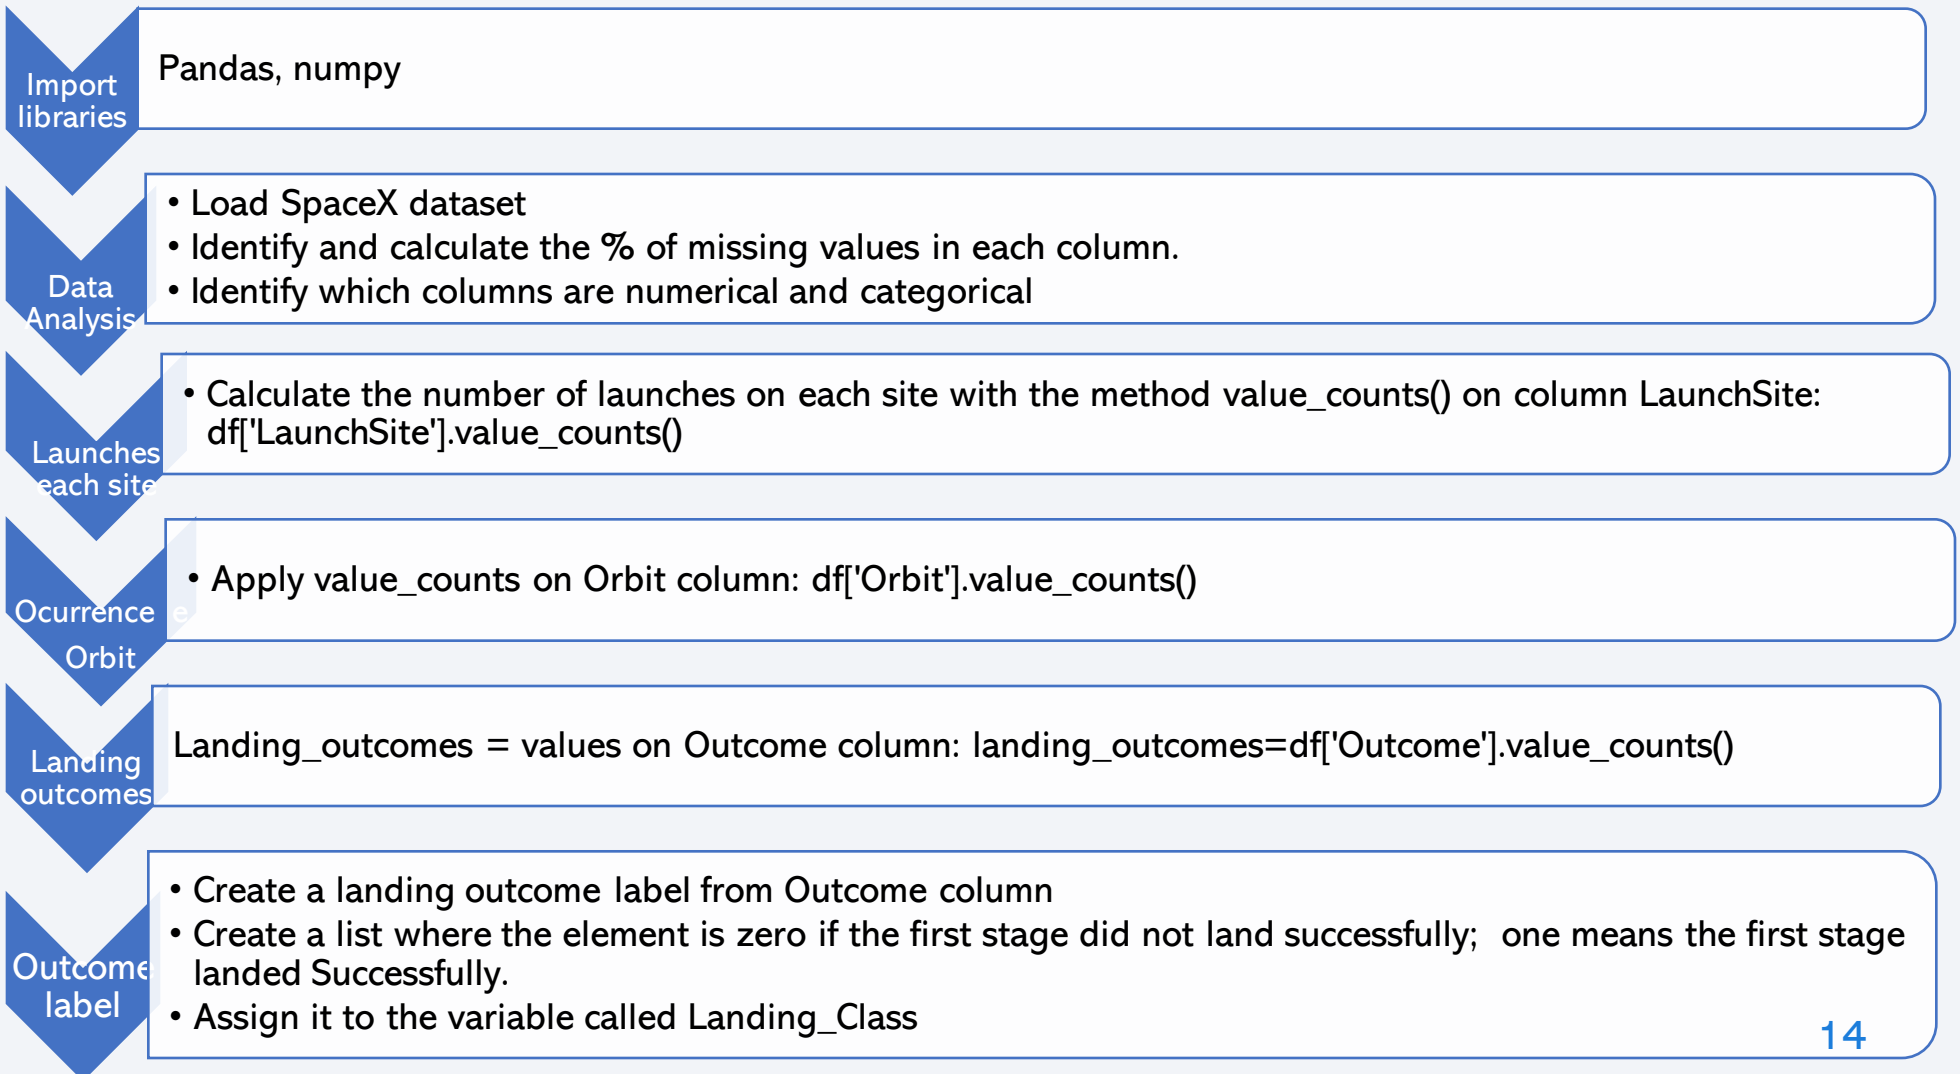 Import
libraries
Pandas, numpy
Data
Analysis
• Load SpaceX dataset
• Identify and calculate the % of missing values in each column.
• Identify which columns are numerical and categorical
Launches
each site
• Calculate the number of launches on each site with the method value_counts() on column LaunchSite:
df['LaunchSite'].value_counts()
Ocurrence e
Orbit
• Apply value_counts on Orbit column: df['Orbit'].value_counts()
Landing
outcomes
Landing_outcomes = values on Outcome column: landing_outcomes=df['Outcome'].value_counts()
Outcome
label
• Create a landing outcome label from Outcome column
• Create a list where the element is zero if the first stage did not land successfully;  one means the first stage
landed Successfully.
• Assign it to the variable called Landing_Class
14